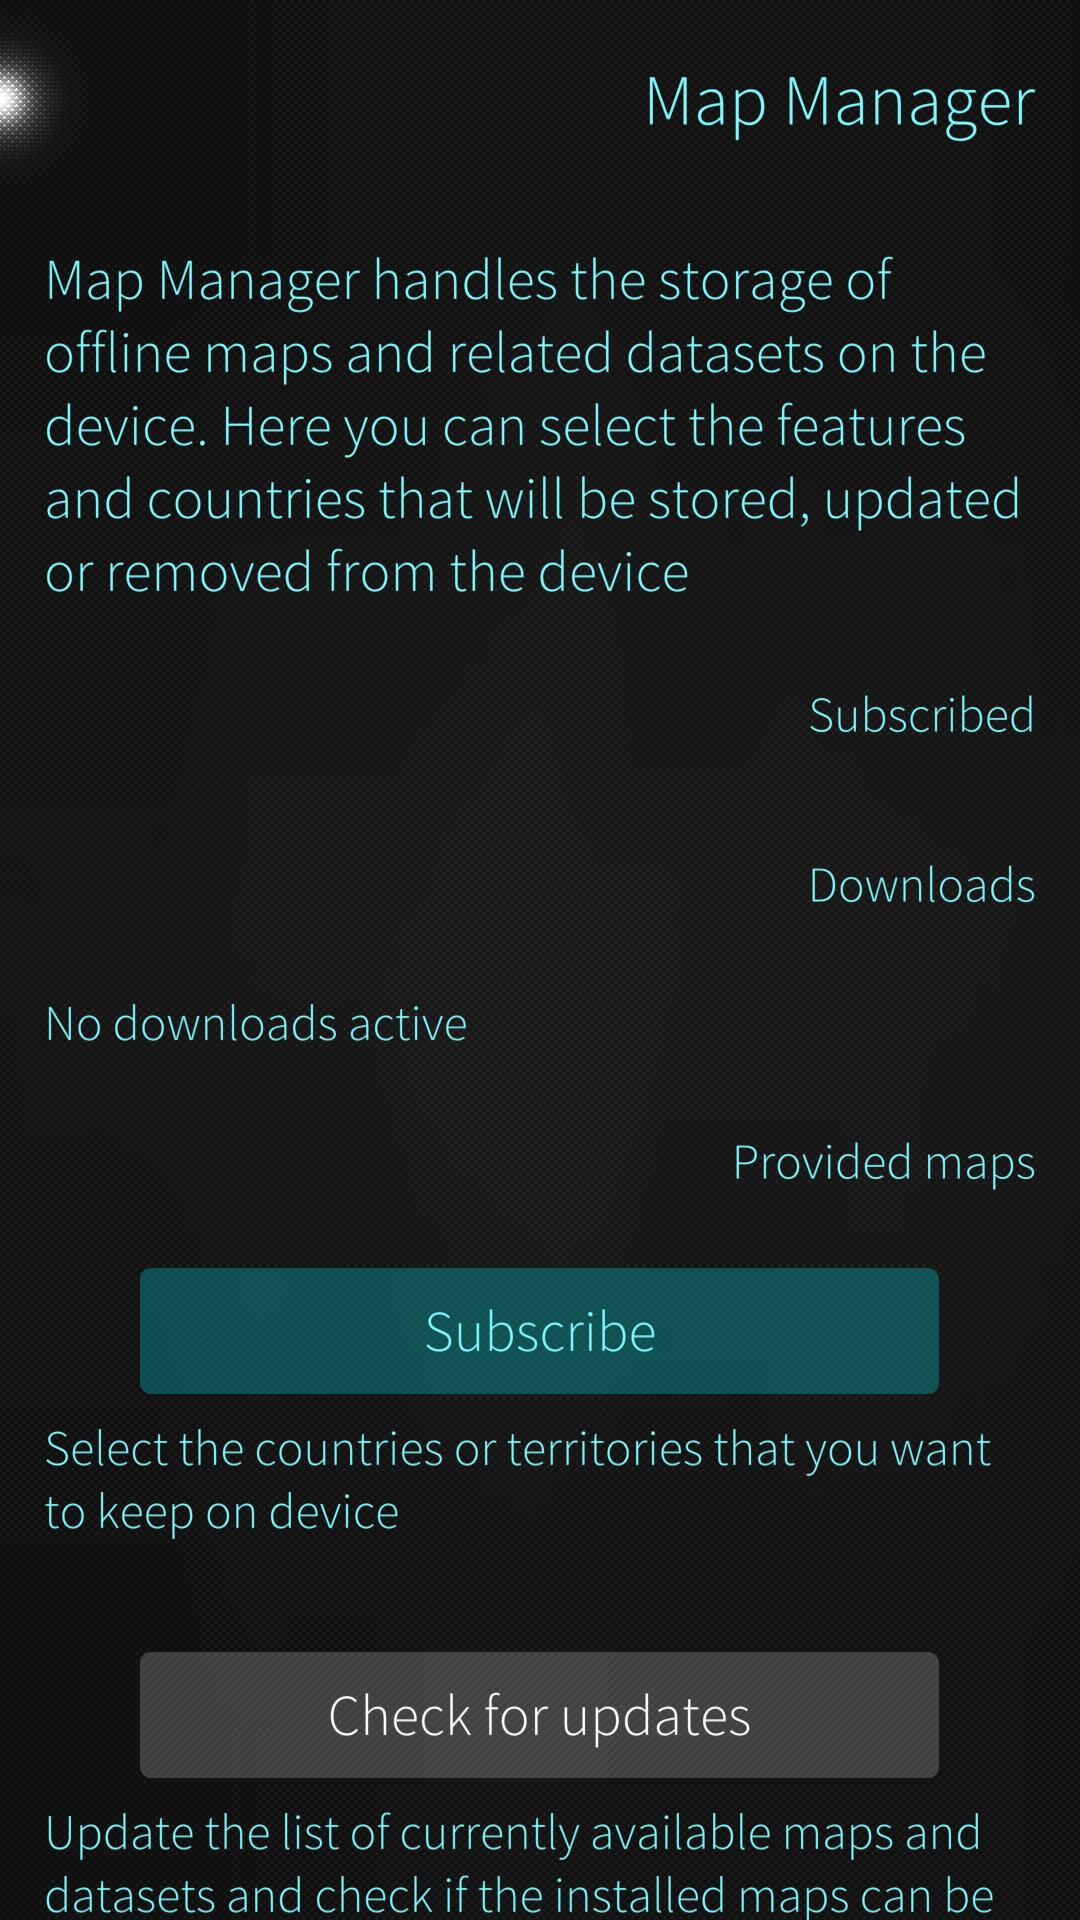 Map Manager
Map Manager handles the storage of
offline maps and related datasets on the
device. Here you can select the features
and countries that will be stored, updated
or removed from the device
Subscribed
Downloads
No downloads active
Provided maps
Subscribe
Select the countries or territories that you want
to keep on device
Check for updates
Update the list of currently available maps and
datasets and check if the installed maps can be